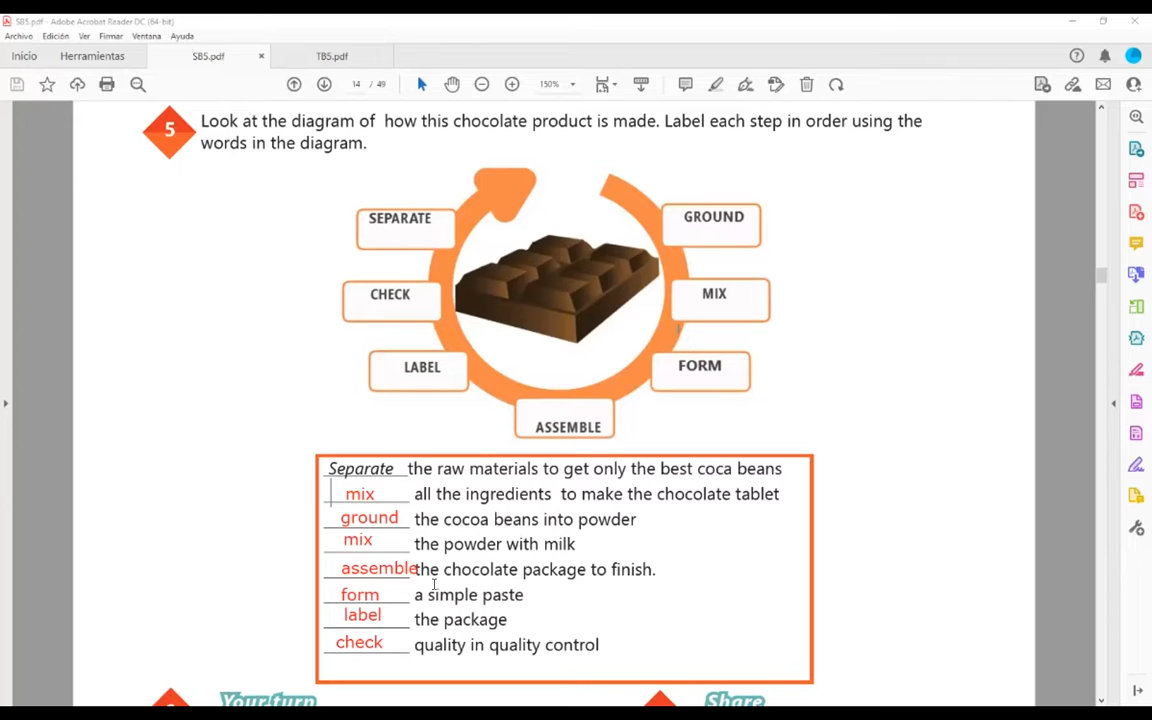 SB5.pdf - Adobe Acrobat Reader DC (64-bit)
Archivo Edición Ver Firmar Ventana Ayuda
Inicio Herramientas SB5.pdf × TB5.pdf
14 / 49 150%
5 Look at the diagram of how this chocolate product is made. Label each step in order using the
words in the diagram.
SEPARATE GROUND
CHECK MIX
LABEL FORM
ASSEMBLE
Separate the raw materials to get only the best coca beans
mix all the ingredients to make the chocolate tablet
ground the cocoa beans into powder
mix the powder with milk
assemble the chocolate package to finish.
form a simple paste
label the package
check quality in quality control
Your turn Share